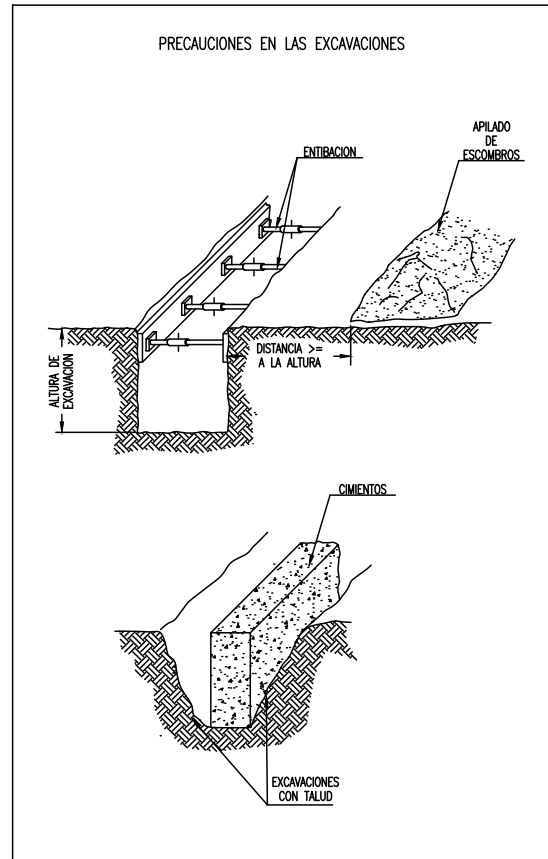 PRECAUCIONES EN LAS EXCAVACIONES
APILADO
DE
ESCOMBROS
ENTIBACION
ALTURA DE
EXCAVACION
DISTANCIA >=
A LA ALTURA
CIMIENTOS
EXCAVACIONES
CON TALUD